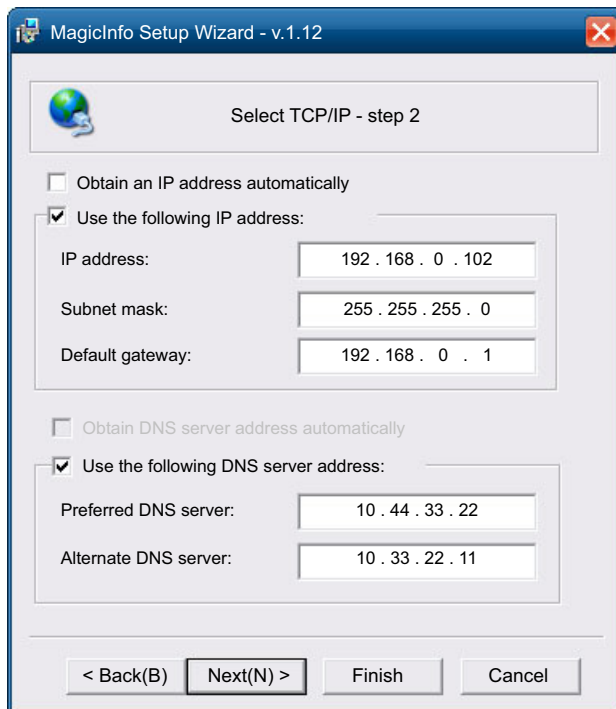 MagicInfo Setup Wizard - v.1.12
Select TCP/IP - step 2
Obtain an IP address automatically
Use the following IP address:
IP address: 192 . 168 . 0 . 102
Subnet mask: 255 . 255 . 255 . 0
Default gateway: 192 . 168 . 0 . 1
Obtain DNS server address automatically
Use the following DNS server address:
Preferred DNS server: 10 . 44 . 33 . 22
Alternate DNS server: 10 . 33 . 22 . 11
< Back(B) Next(N) > Finish Cancel